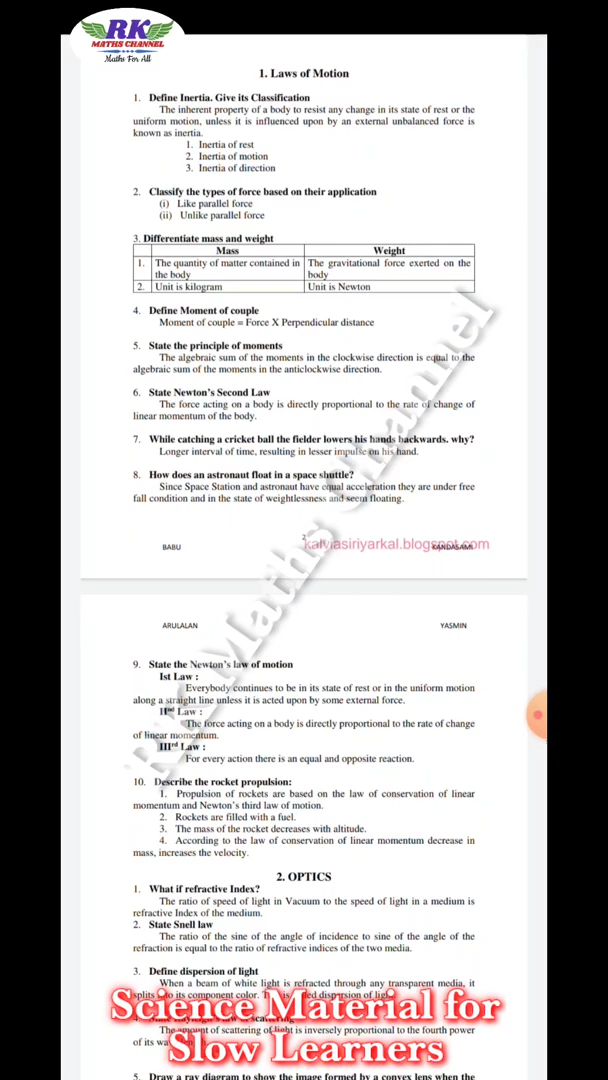 RK
MATHS CHANNEL
Maths For All
1. Laws of Motion
1. Define Inertia. Give its Classification
The inherent property of a body to resist any change in its state of rest or the
uniform motion, unless it is influenced upon by an external unbalanced force is
known as inertia.
1. Inertia of rest
2. Inertia of motion
3. Inertia of direction
2. Classify the types of force based on their application
(i) Like parallel force
(ii) Unlike parallel force
3. Differentiate mass and weight
Mass Weight
1. The quantity of matter contained in The gravitational force exerted on the
the body body
2. Unit is kilogram Unit is Newton
4. Define Moment of couple
Moment of couple = Force X Perpendicular distance
5. State the principle of moments
The algebraic sum of the moments in the clockwise direction is equal to the
algebraic sum of the moments in the anticlockwise direction.
6. State Newton's Second Law
The force acting on a body is directly proportional to the rate of change of
linear momentum of the body.
7. While catching a cricket ball the fielder lowers his hands backwards. why?
Longer interval of time, resulting in lesser impulse on his hand.
8. How does an astronaut float in a space shuttle?
Since Space Station and astronaut have equal acceleration they are under free
fall condition and in the state of weightlessness and seem floating.
2
BABU kalviasiriyarkal.blogspot.com KANDASAMI
RK Maths Channel
ARULALAN YASMIN
9. State the Newton's law of motion
Ist Law :
Everybody continues to be in its state of rest or in the uniform motion
along a straight line unless it is acted upon by some external force.
IInd Law :
The force acting on a body is directly proportional to the rate of change
of linear momentum.
IIIrd Law :
For every action there is an equal and opposite reaction.
10. Describe the rocket propulsion:
1. Propulsion of rockets are based on the law of conservation of linear
momentum and Newton's third law of motion.
2. Rockets are filled with a fuel.
3. The mass of the rocket decreases with altitude.
4. According to the law of conservation of linear momentum decrease in
mass, increases the velocity.
2. OPTICS
1. What if refractive Index?
The ratio of speed of light in Vacuum to the speed of light in a medium is
refractive Index of the medium.
2. State Snell law
The ratio of the sine of the angle of incidence to sine of the angle of the
refraction is equal to the ratio of refractive indices of the two media.
3. Define dispersion of light
When a beam of white light is refracted through any transparent media, it
splits into its component color. dispersion of light
Science Material for
The amount of scattering of light is inversely proportional to the fourth power
of its
Slow Learners
5. Draw a ray diagram to show the image formed by a convex lens when the